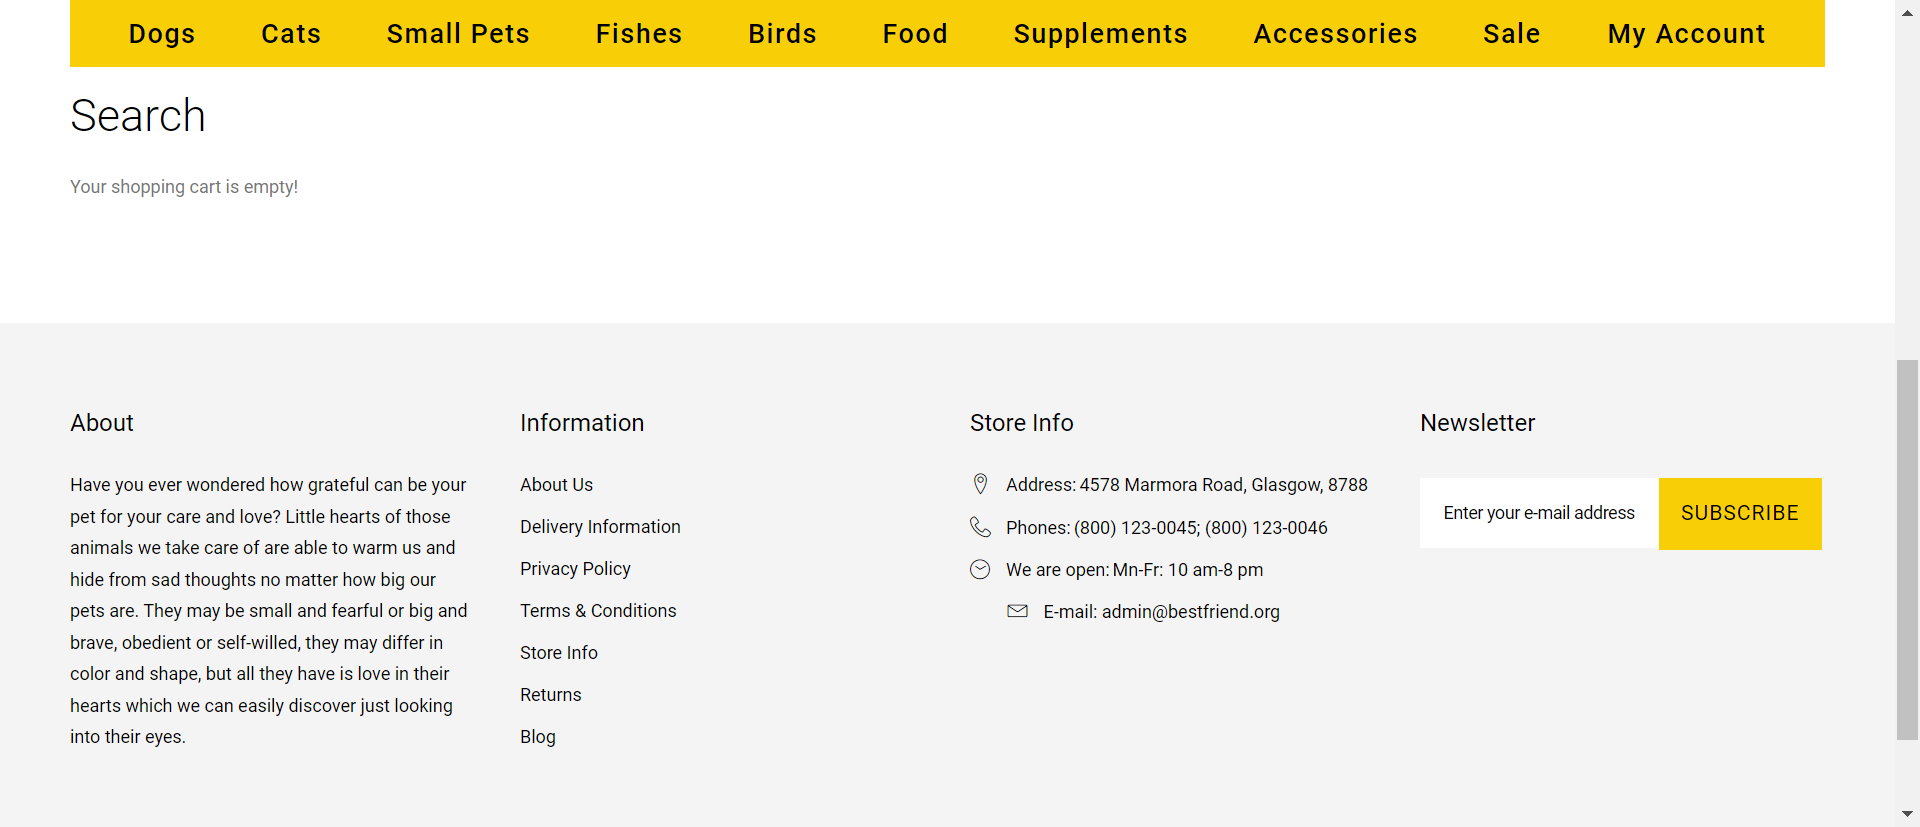 Dogs Cats Small Pets Fishes Birds Food Supplements Accessories Sale My Account
Search
Your shopping cart is empty!
About
Have you ever wondered how grateful can be your
pet for your care and love? Little hearts of those
animals we take care of are able to warm us and
hide from sad thoughts no matter how big our
pets are. They may be small and fearful or big and
brave, obedient or self-willed, they may differ in
color and shape, but all they have is love in their
hearts which we can easily discover just looking
into their eyes.
Information
About Us
Delivery Information
Privacy Policy
Terms & Conditions
Store Info
Returns
Blog
Store Info
Address: 4578 Marmora Road, Glasgow, 8788
Phones: (800) 123-0045; (800) 123-0046
We are open: Mn-Fr: 10 am-8 pm
E-mail: admin@bestfriend.org
Newsletter
Enter your e-mail address SUBSCRIBE